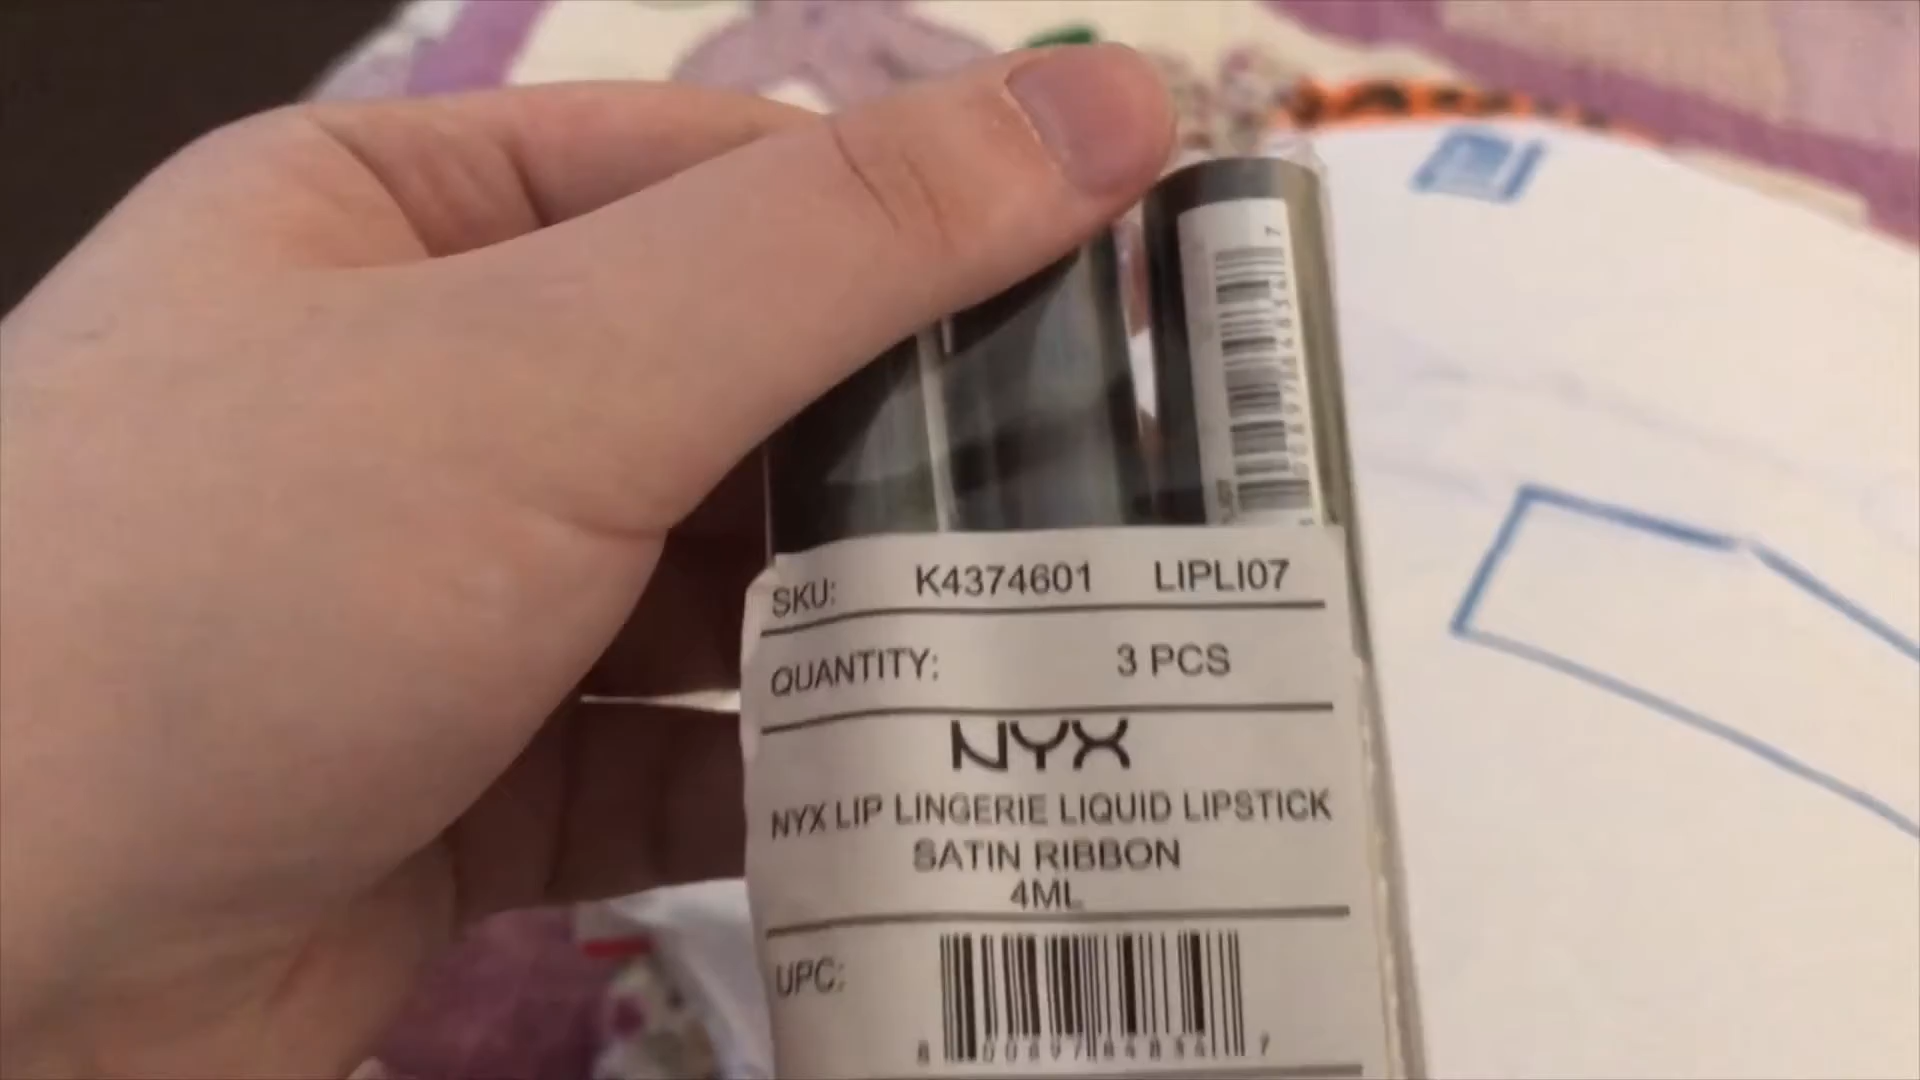 SKU: K4374601 LIPLI07
QUANTITY: 3 PCS
NYX
NYX LIP LINGERIE LIQUID LIPSTICK
SATIN RIBBON
4ML
UPC: